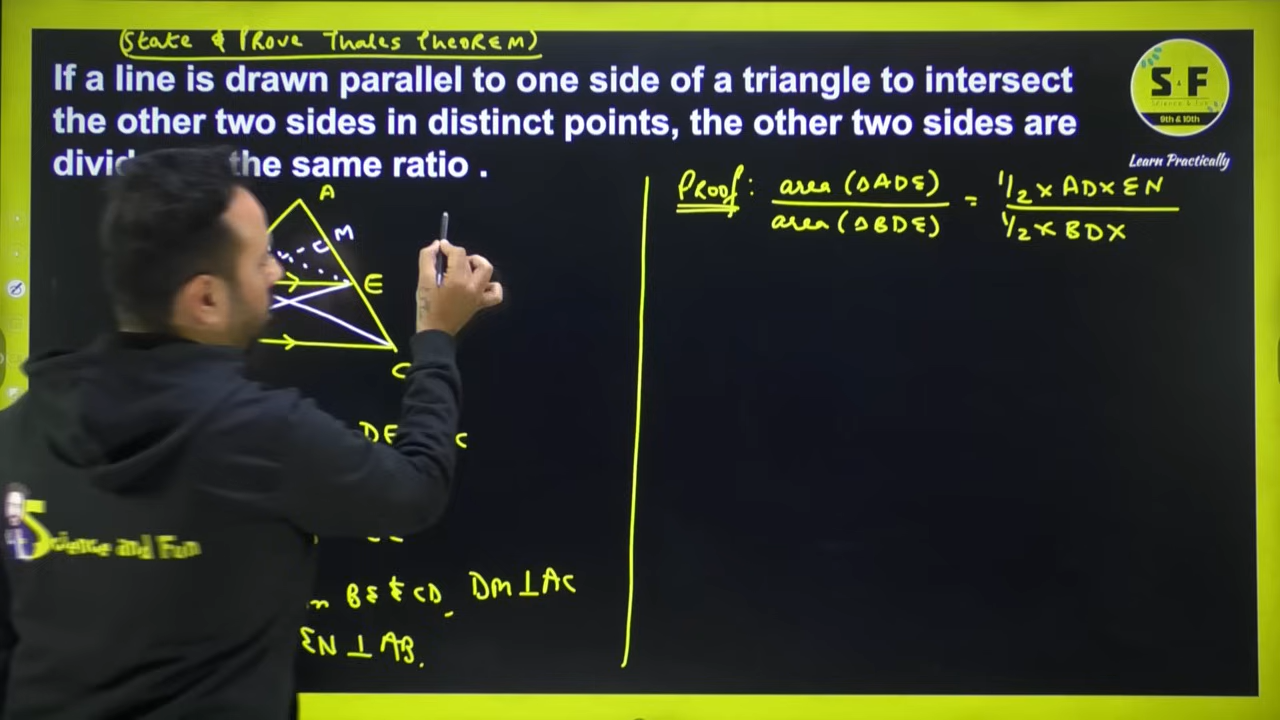 (State & Prove Thales Theorem)
If a line is drawn parallel to one side of a triangle to intersect
the other two sides in distinct points, the other two sides are
the same ratio .
S F
9th & 10th
Learn Practically
A
M
E
C
Proof: area (ΔADE) / area (ΔBDE) = 1/2 × AD × EN / 1/2 × BD ×
DE
BE & CD, DM ⊥ AC
EN ⊥ AB.
Science and Fun